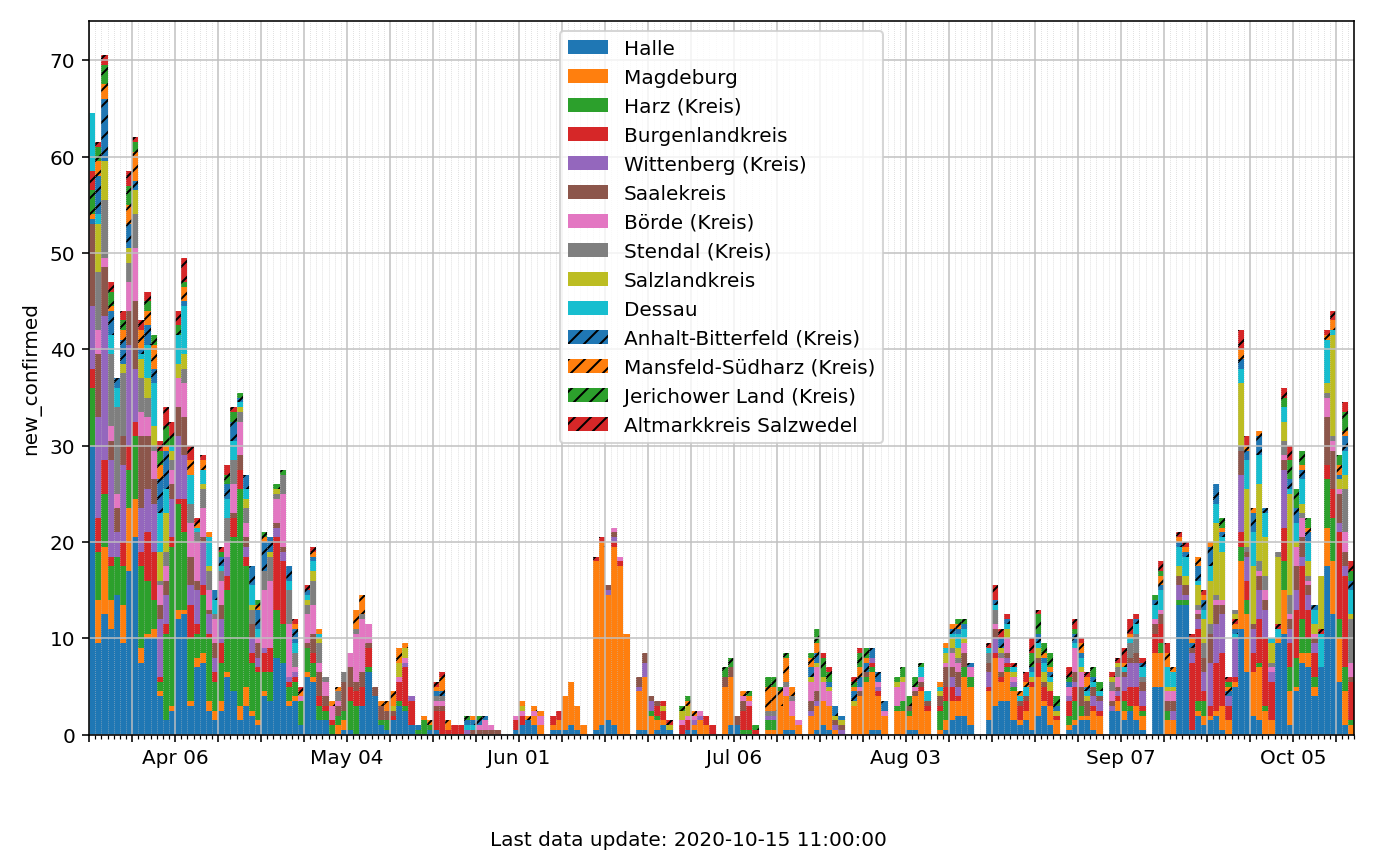 70
60
50
40
30
20
10
0
new_confirmed
Halle
Magdeburg
Harz (Kreis)
Burgenlandkreis
Wittenberg (Kreis)
Saalekreis
Börde (Kreis)
Stendal (Kreis)
Salzlandkreis
Dessau
Anhalt-Bitterfeld (Kreis)
Mansfeld-Südharz (Kreis)
Jerichower Land (Kreis)
Altmarkkreis Salzwedel
Apr 06 May 04 Jun 01 Jul 06 Aug 03 Sep 07 Oct 05
Last data update: 2020-10-15 11:00:00